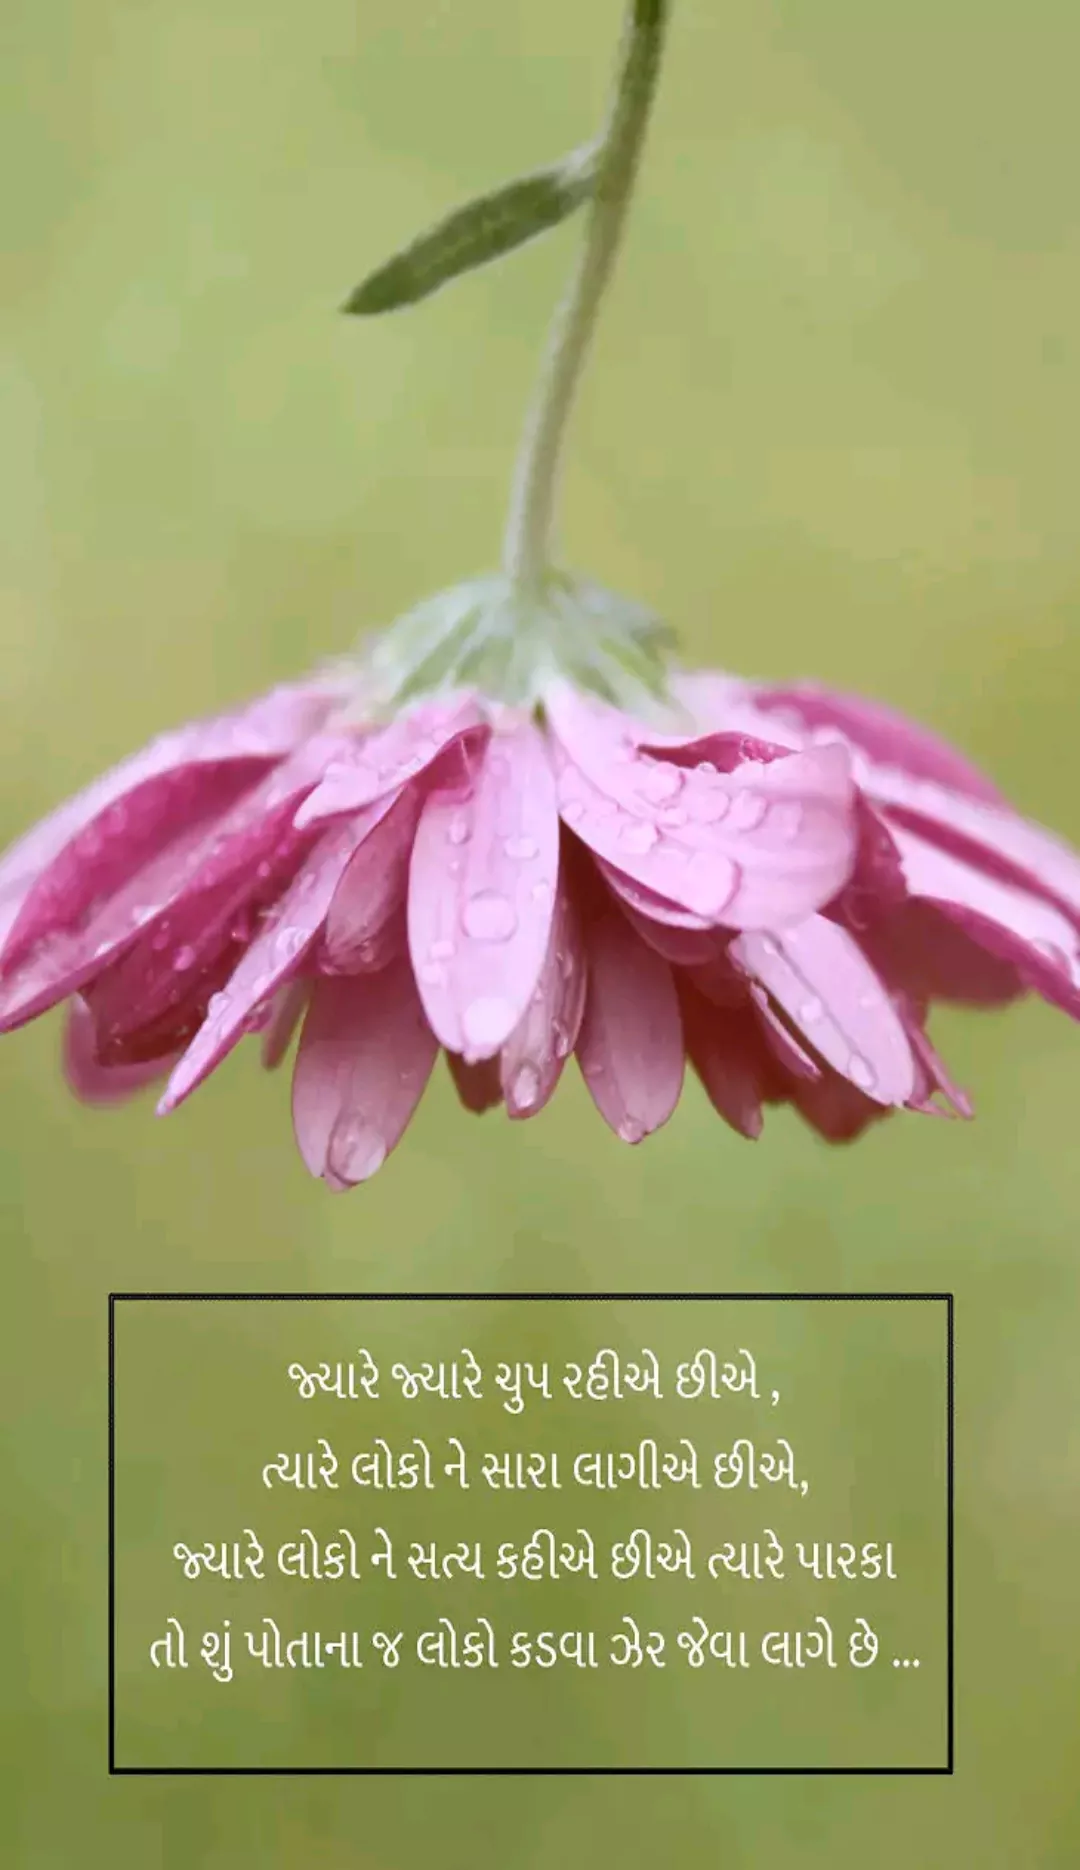 જ્યારે જ્યારે ચુપ રહીએ છીએ ,
ત્યારે લોકો ને સારા લાગીએ છીએ,
જ્યારે લોકો ને સત્ય કહીએ છીએ ત્યારે પારકા
તો શું પોતાના જ લોકો કડવા ઝેર જેવા લાગે છે ...